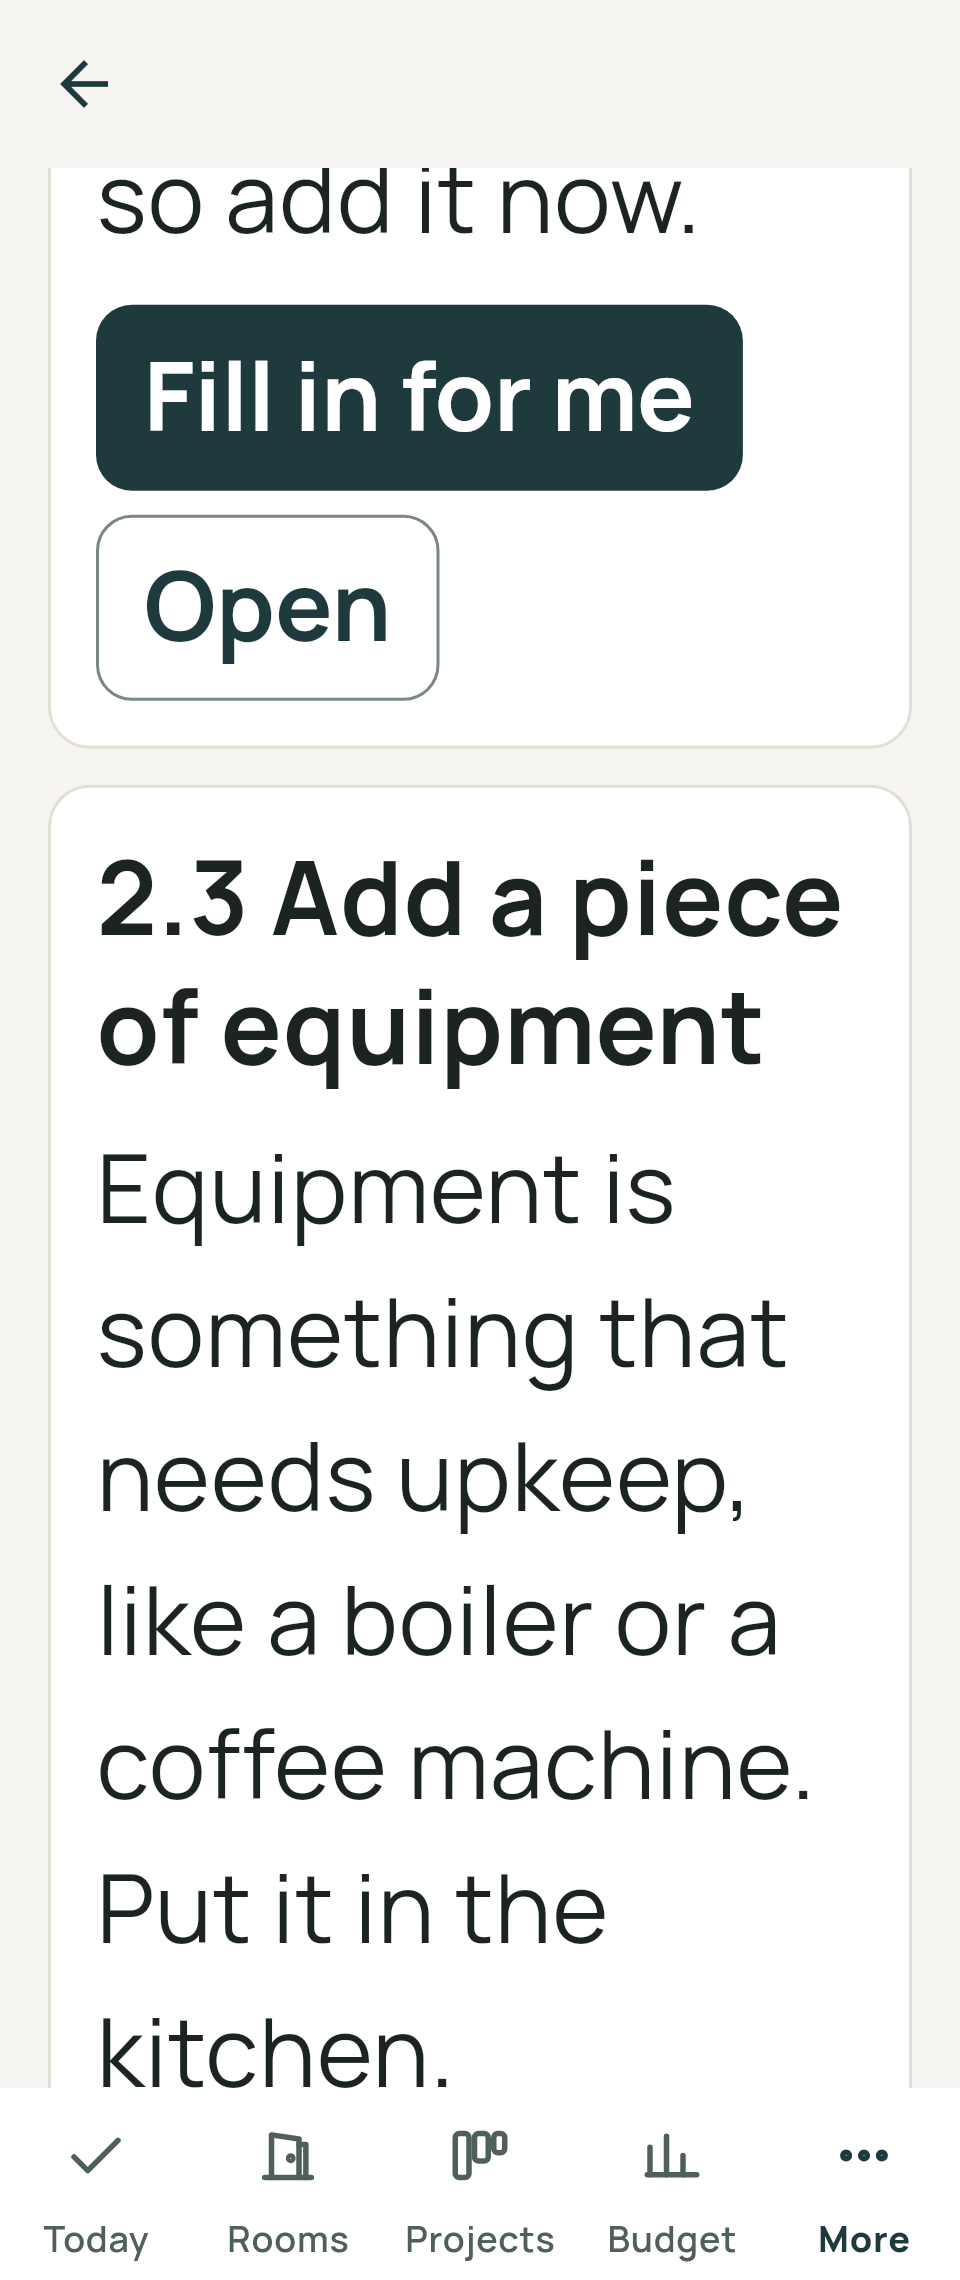 so add it now.
Fill in for me
Open
2.3 Add a piece
of equipment
Equipment is
something that
needs upkeep,
like a boiler or a
coffee machine.
Put it in the
kitchen.
Today
Rooms
Projects
Budget
More